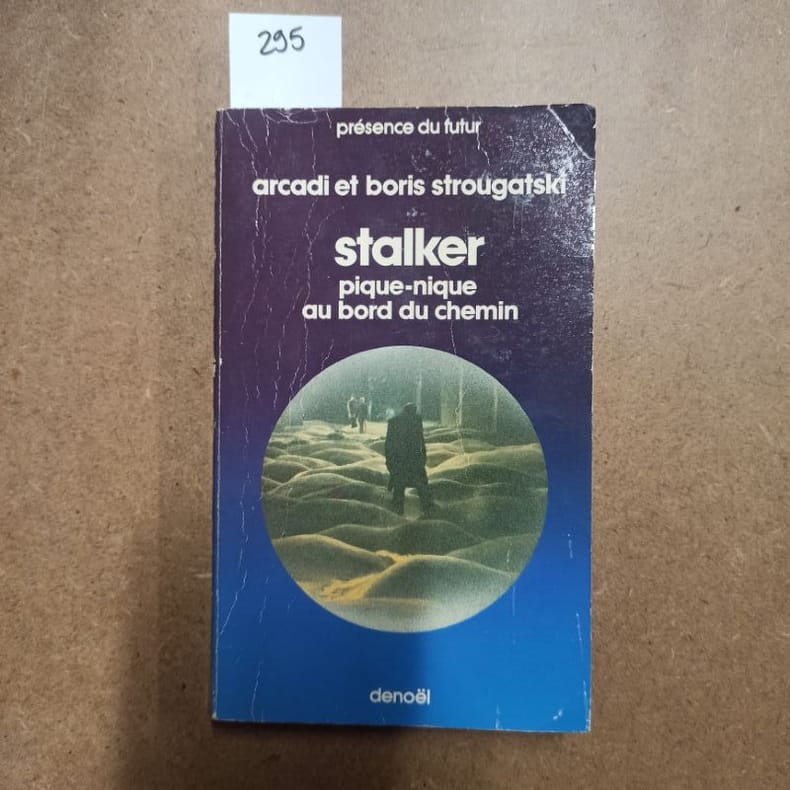 295
présence du futur
arcadi et boris strougatski
stalker
pique-nique
au bord du chemin
denoël